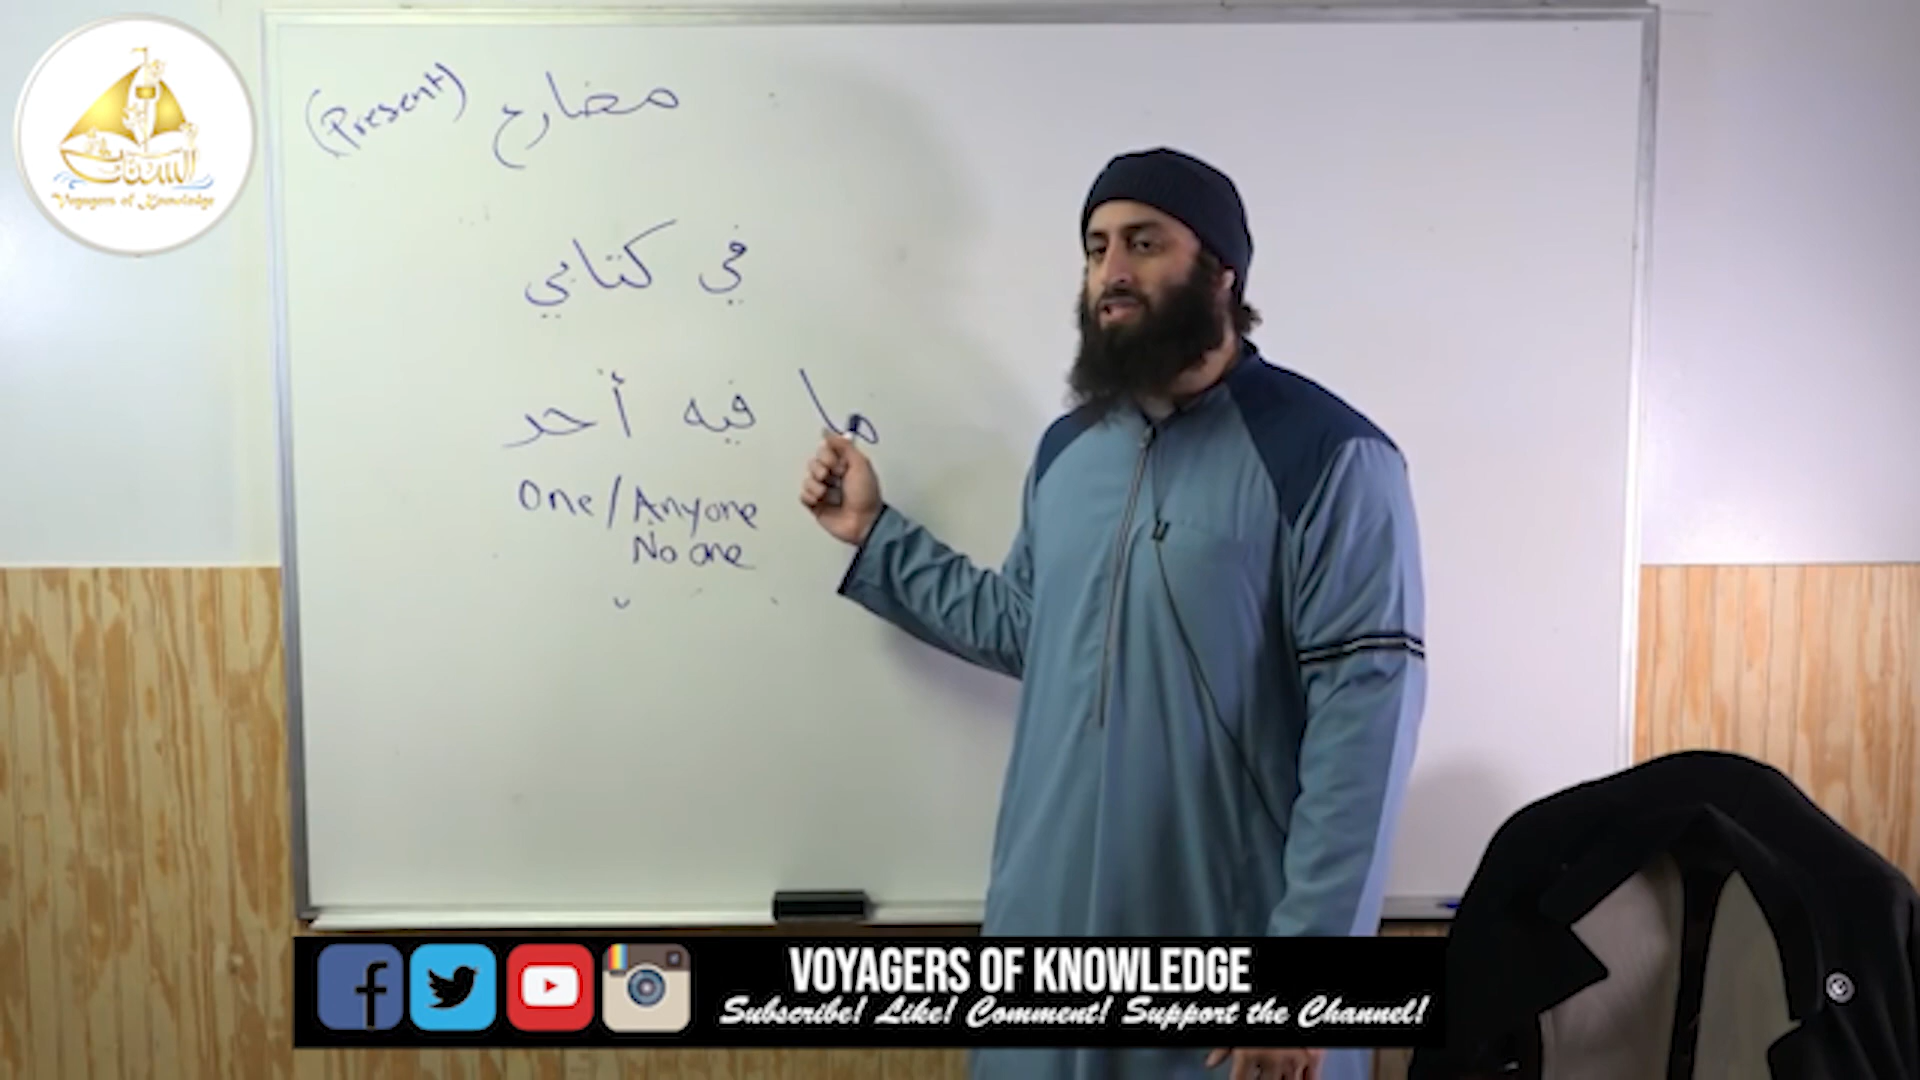 مضارع (Present)
في كتابي
ما فيه أحد
One/Anyone
No one
Voyagers of Knowledge
VOYAGERS OF KNOWLEDGE
Subscribe! Like! Comment! Support the Channel!